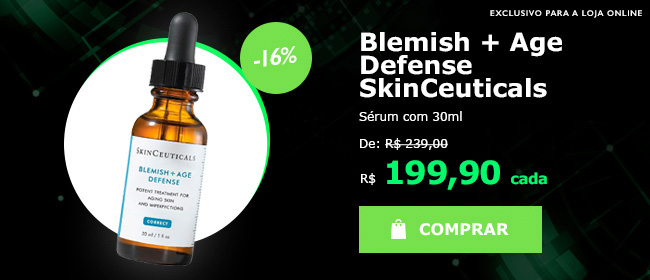 EXCLUSIVO PARA A LOJA ONLINE
-16%
Blemish + Age
Defense
SkinCeuticals
Sérum com 30ml
De: R$ 239,00
R$ 199,90 cada
COMPRAR
SKINCEUTICALS
BLEMISH + AGE
DEFENSE
POTENT TREATMENT FOR
AGING SKIN
AND IMPERFECTIONS
CORRECT
30 ml / 1 fl oz